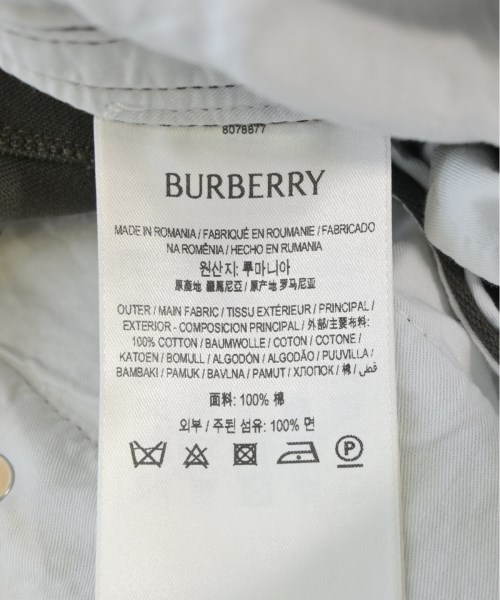 8078877
BURBERRY
MADE IN ROMANIA / FABRIQUÉ EN ROUMANIE / FABRICADO
NA ROMÊNIA / HECHO EN RUMANIA
원산지: 루마니아
原產地 羅馬尼亞 / 原产地 罗马尼亚
OUTER / MAIN FABRIC / TISSU EXTÉRIEUR / PRINCIPAL /
EXTERIOR - COMPOSICIÓN PRINCIPAL / 外部/主要布料:
100% COTTON / BAUMWOLLE / COTON / COTONE /
KATOEN / BOMULL / ALGODÓN / ALGODÃO / PUUVILLA /
BAMBAKI / PAMUK / BAVLNA / PAMUT / ХЛОПОК / 棉 / قطن
面料: 100% 棉
외부 / 주된 섬유: 100% 면
P